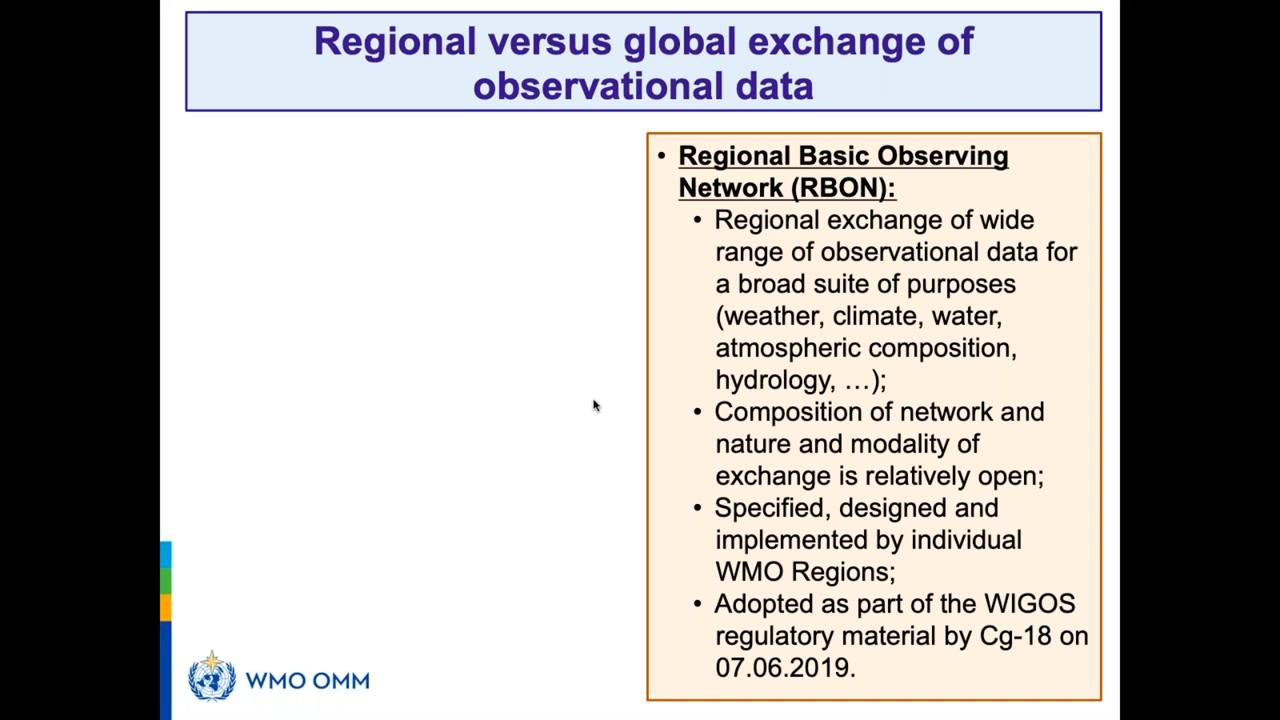 Regional versus global exchange of
observational data
• Regional Basic Observing
Network (RBON):
• Regional exchange of wide
range of observational data for
a broad suite of purposes
(weather, climate, water,
atmospheric composition,
hydrology, …);
• Composition of network and
nature and modality of
exchange is relatively open;
• Specified, designed and
implemented by individual
WMO Regions;
• Adopted as part of the WIGOS
regulatory material by Cg-18 on
07.06.2019.
WMO OMM